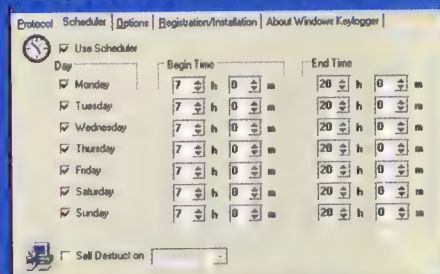 Protocol Scheduler Options Registration/Installation About Windows Keylogger
Use Scheduler
Day Begin Time End Time
Monday 7 h 0 m 20 h 0 m
Tuesday 7 h 0 m 20 h 0 m
Wednesday 7 h 0 m 20 h 0 m
Thursday 7 h 0 m 20 h 0 m
Friday 7 h 0 m 20 h 0 m
Saturday 7 h 0 m 20 h 0 m
Sunday 7 h 0 m 20 h 0 m
Self Destruct on